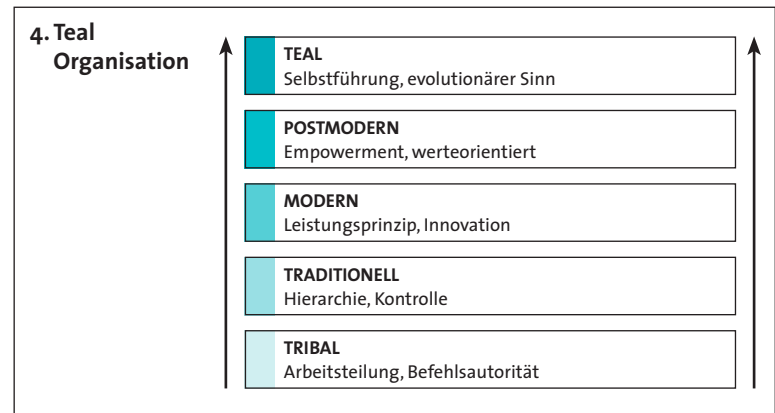 4. Teal
Organisation
TEAL
Selbstführung, evolutionärer Sinn
POSTMODERN
Empowerment, werteorientiert
MODERN
Leistungsprinzip, Innovation
TRADITIONELL
Hierarchie, Kontrolle
TRIBAL
Arbeitsteilung, Befehlsautorität